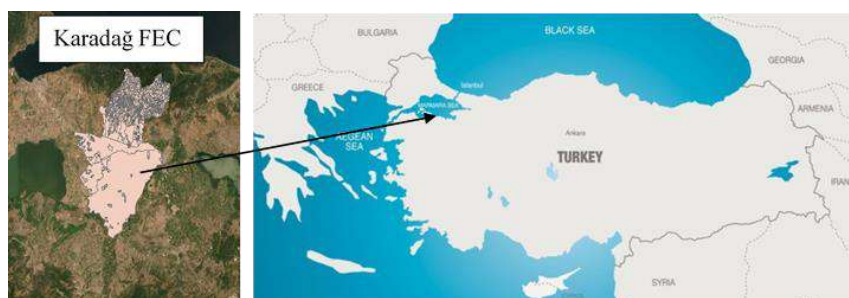 Karadağ FEC
BULGARIA
BLACK SEA
GEORGIA
Istanbul
GREECE
MARMARA SEA
ARMENIA
Ankara
AEGEAN
SEA
TURKEY
IRAN
SYRIA